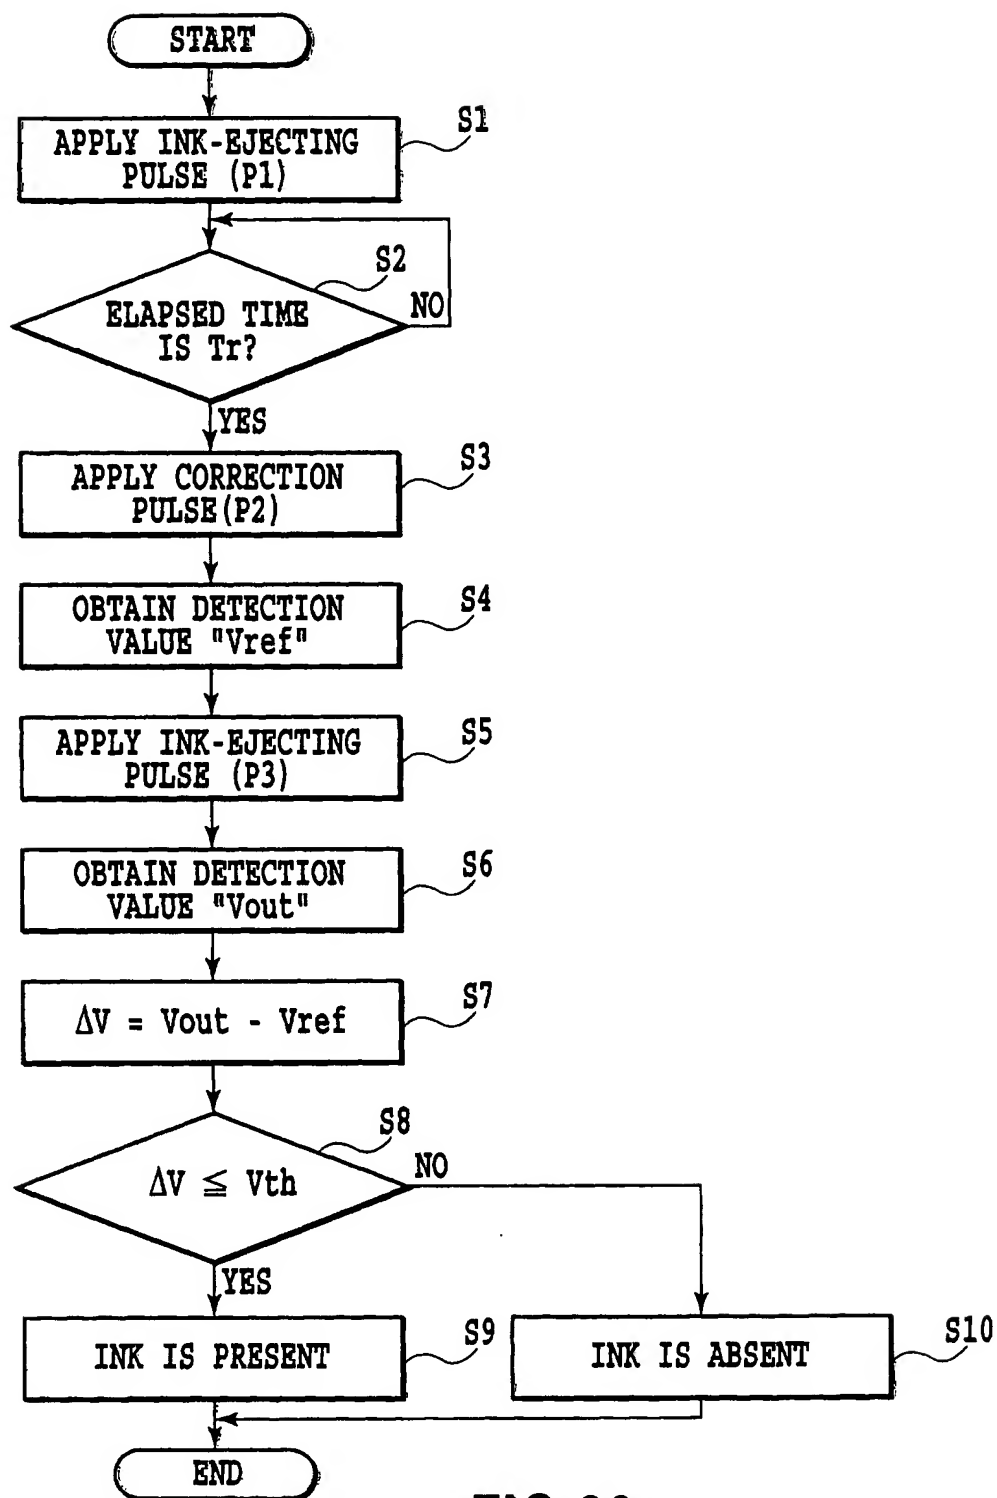 START
APPLY INK-EJECTING
PULSE (P1)
S1
S2
ELAPSED TIME
IS Tr?
NO
YES
APPLY CORRECTION
PULSE(P2)
S3
OBTAIN DETECTION
VALUE "Vref"
S4
APPLY INK-EJECTING
PULSE (P3)
S5
OBTAIN DETECTION
VALUE "Vout"
S6
ΔV = Vout - Vref
S7
S8
ΔV ≦ Vth
NO
YES
INK IS PRESENT
S9
INK IS ABSENT
S10
END